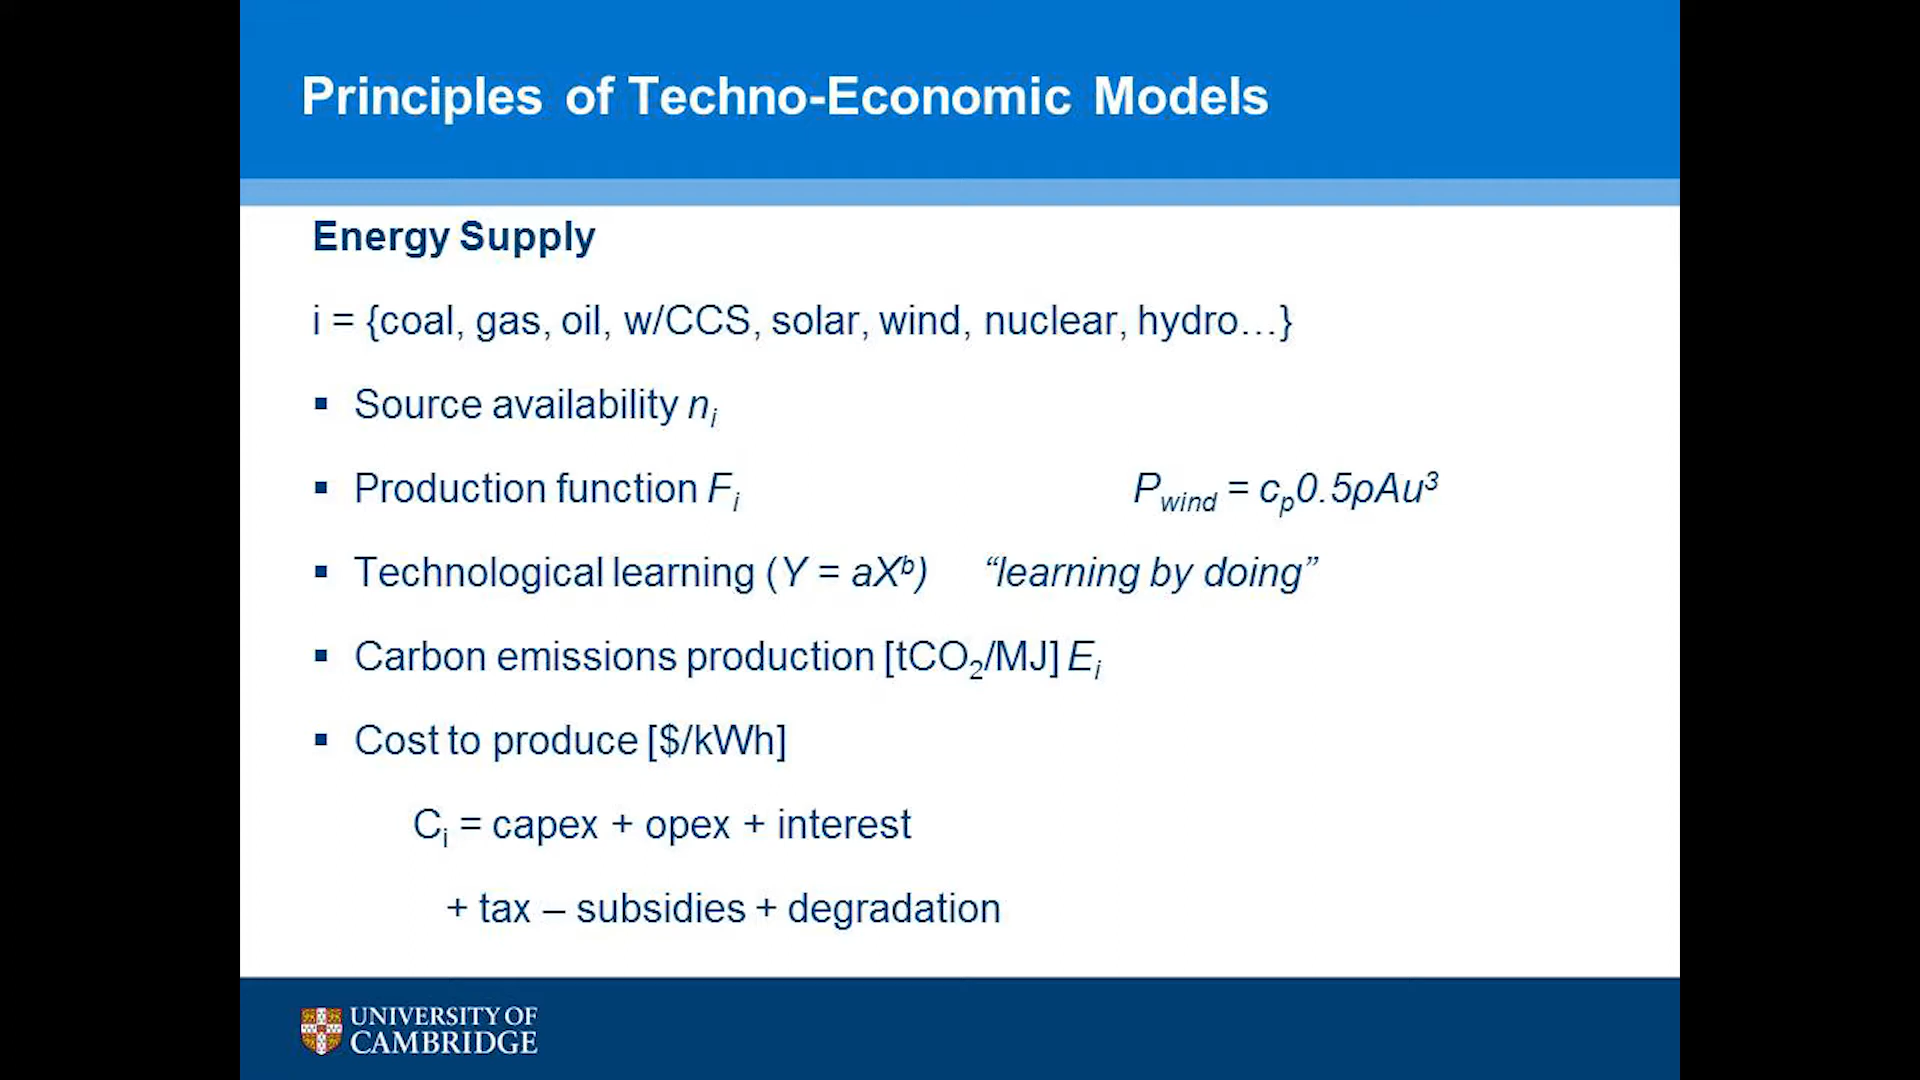 Principles of Techno-Economic Models
Energy Supply
i = {coal, gas, oil, w/CCS, solar, wind, nuclear, hydro…}
▪ Source availability nᵢ
▪ Production function Fᵢ P_wind = c_p0.5ρAu³
▪ Technological learning (Y = aXᵇ) “learning by doing”
▪ Carbon emissions production [tCO₂/MJ] Eᵢ
▪ Cost to produce [$/kWh]
Cᵢ = capex + opex + interest
+ tax – subsidies + degradation
UNIVERSITY OF
CAMBRIDGE